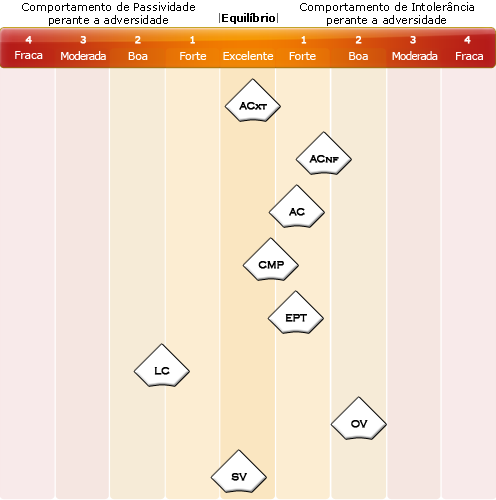 Comportamento de Passividade
perante a adversidade
|Equilíbrio|
Comportamento de Intolerância
perante a adversidade
4 3 2 1 1 2 3 4
Fraca Moderada Boa Forte Excelente Forte Boa Moderada Fraca
ACxt
ACnf
AC
CMP
EPT
LC
OV
SV